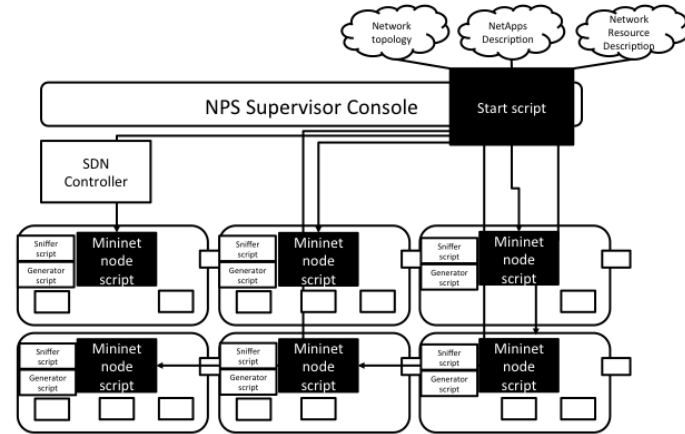 Network
topology
NetApps
Description
Network
Resource
Description
NPS Supervisor Console
Start script
SDN
Controller
Sniffer
script
Generator
script
Mininet
node
script
Sniffer
script
Generator
script
Mininet
node
script
Sniffer
script
Generator
script
Mininet
node
script
Sniffer
script
Generator
script
Mininet
node
script
Sniffer
script
Generator
script
Mininet
node
script
Sniffer
script
Generator
script
Mininet
node
script